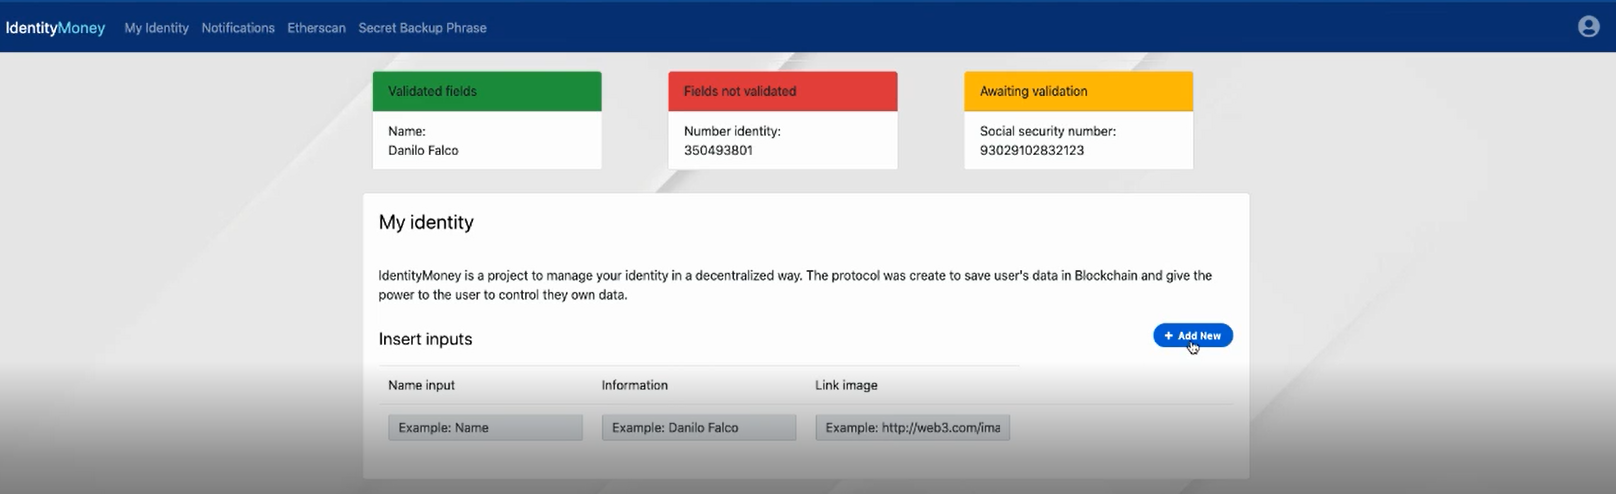 IdentityMoney My Identity Notifications Etherscan Secret Backup Phrase
Validated fields
Name:
Danilo Falco
Fields not validated
Number identity:
350493801
Awaiting validation
Social security number:
93029102832123
My identity
IdentityMoney is a project to manage your identity in a decentralized way. The protocol was create to save user's data in Blockchain and give the
power to the user to control they own data.
Insert inputs
+ Add New
Name input Information Link image
Example: Name Example: Danilo Falco Example: http://web3.com/ima